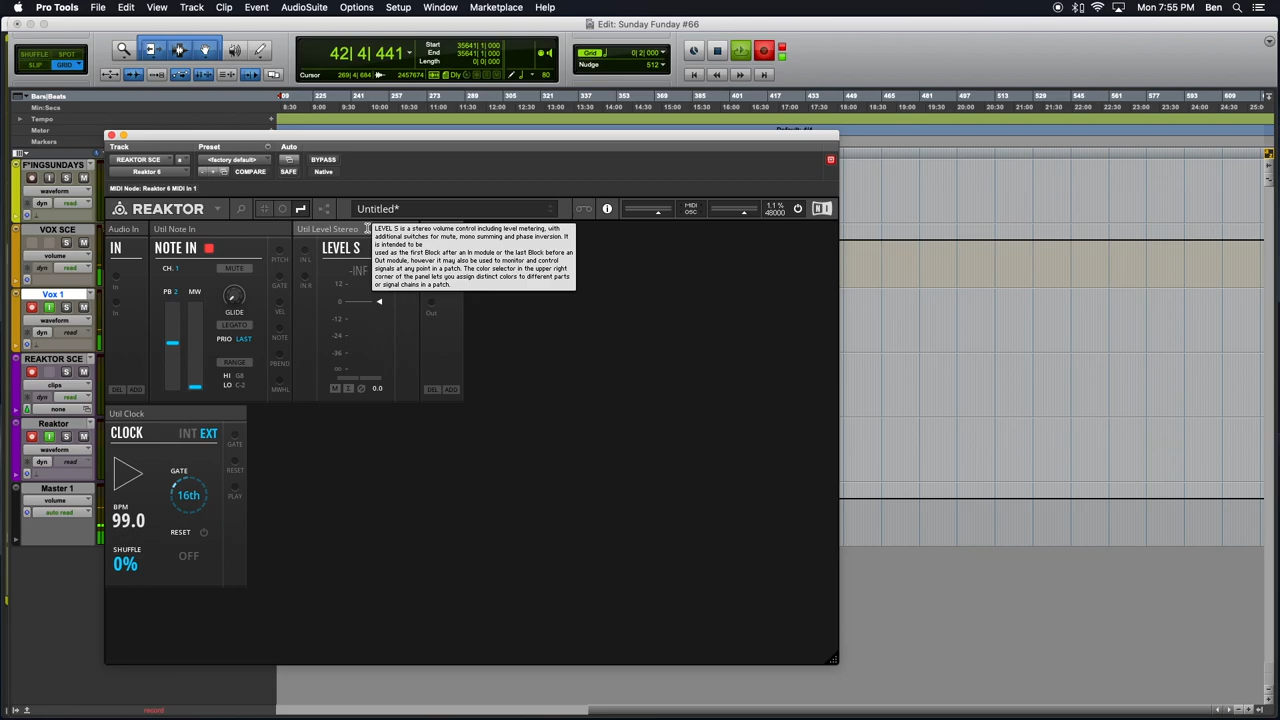 Pro Tools File Edit View Track Clip Event AudioSuite Options Setup Window Marketplace Help
Mon 7:55 PM Ben
Edit: Sunday Funday #66
SHUFFLE SPOT
SLIP GRID
42| 4| 441
Start 35641| 1| 000
End 35641| 1| 000
Length 0| 0| 000
Cursor 269| 4| 684 2457674 Dly 80
Grid 0| 2| 000
Nudge 512
Bars|Beats
09 225 241 257 273 289 305 321 337 353 369 385 401 417 433 449 465 481 497 513 529 545 561 577 593 609
Min:Secs
8:30 9:00 9:30 10:00 10:30 11:00 11:30 12:00 12:30 13:00 13:30 14:00 14:30 15:00 15:30 16:00 16:30 17:00 17:30 18:00 18:30 19:00 19:30 20:00 20:30 21:00 21:30 22:00 22:30 23:00 23:30 24:00 24:30 25:0
Tempo
Meter
Default: 4/4
Markers
F*INGSUNDAYS
I S M
waveform
dyn read
VOX SCE
S M
volume
dyn read
Vox 1
I S M
waveform
dyn read
REAKTOR SCE
S M
clips
dyn read
none
Reaktor
I S M
waveform
dyn read
Master 1
volume
auto read
Track Preset Auto
REAKTOR SCE a <factory default> BYPASS
Reaktor 6 - + COMPARE SAFE Native
MIDI Node: Reaktor 6 MIDI In 1
REAKTOR Untitled* i MIDI OSC 1.1% 48000
Audio In
IN
In
In
DEL ADD
Util Note In
NOTE IN
CH. 1 MUTE
PB 2 MW
GLIDE
LEGATO
PRIO LAST
RANGE
HI G8
LO C-2
PITCH
GATE
VEL
NOTE
PBEND
MWHL
Util Level Stereo
LEVEL S
IN L
IN R
-INF
12
0
-12
-24
-36
∞
M 0.0
Out
DEL ADD
LEVEL S is a stereo volume control including level metering, with
additional switches for mute, mono summing and phase inversion. It
is intended to be
used as the first Block after an In module or the last Block before an
Out module, however it may also be used to monitor and control
signals at any point in a patch. The color selector in the upper right
corner of the panel lets you assign distinct colors to different parts
or signal chains in a patch.
Util Clock
CLOCK INT EXT
GATE
16th
BPM
99.0
RESET
SHUFFLE
0%
OFF
GATE
RESET
PLAY
record